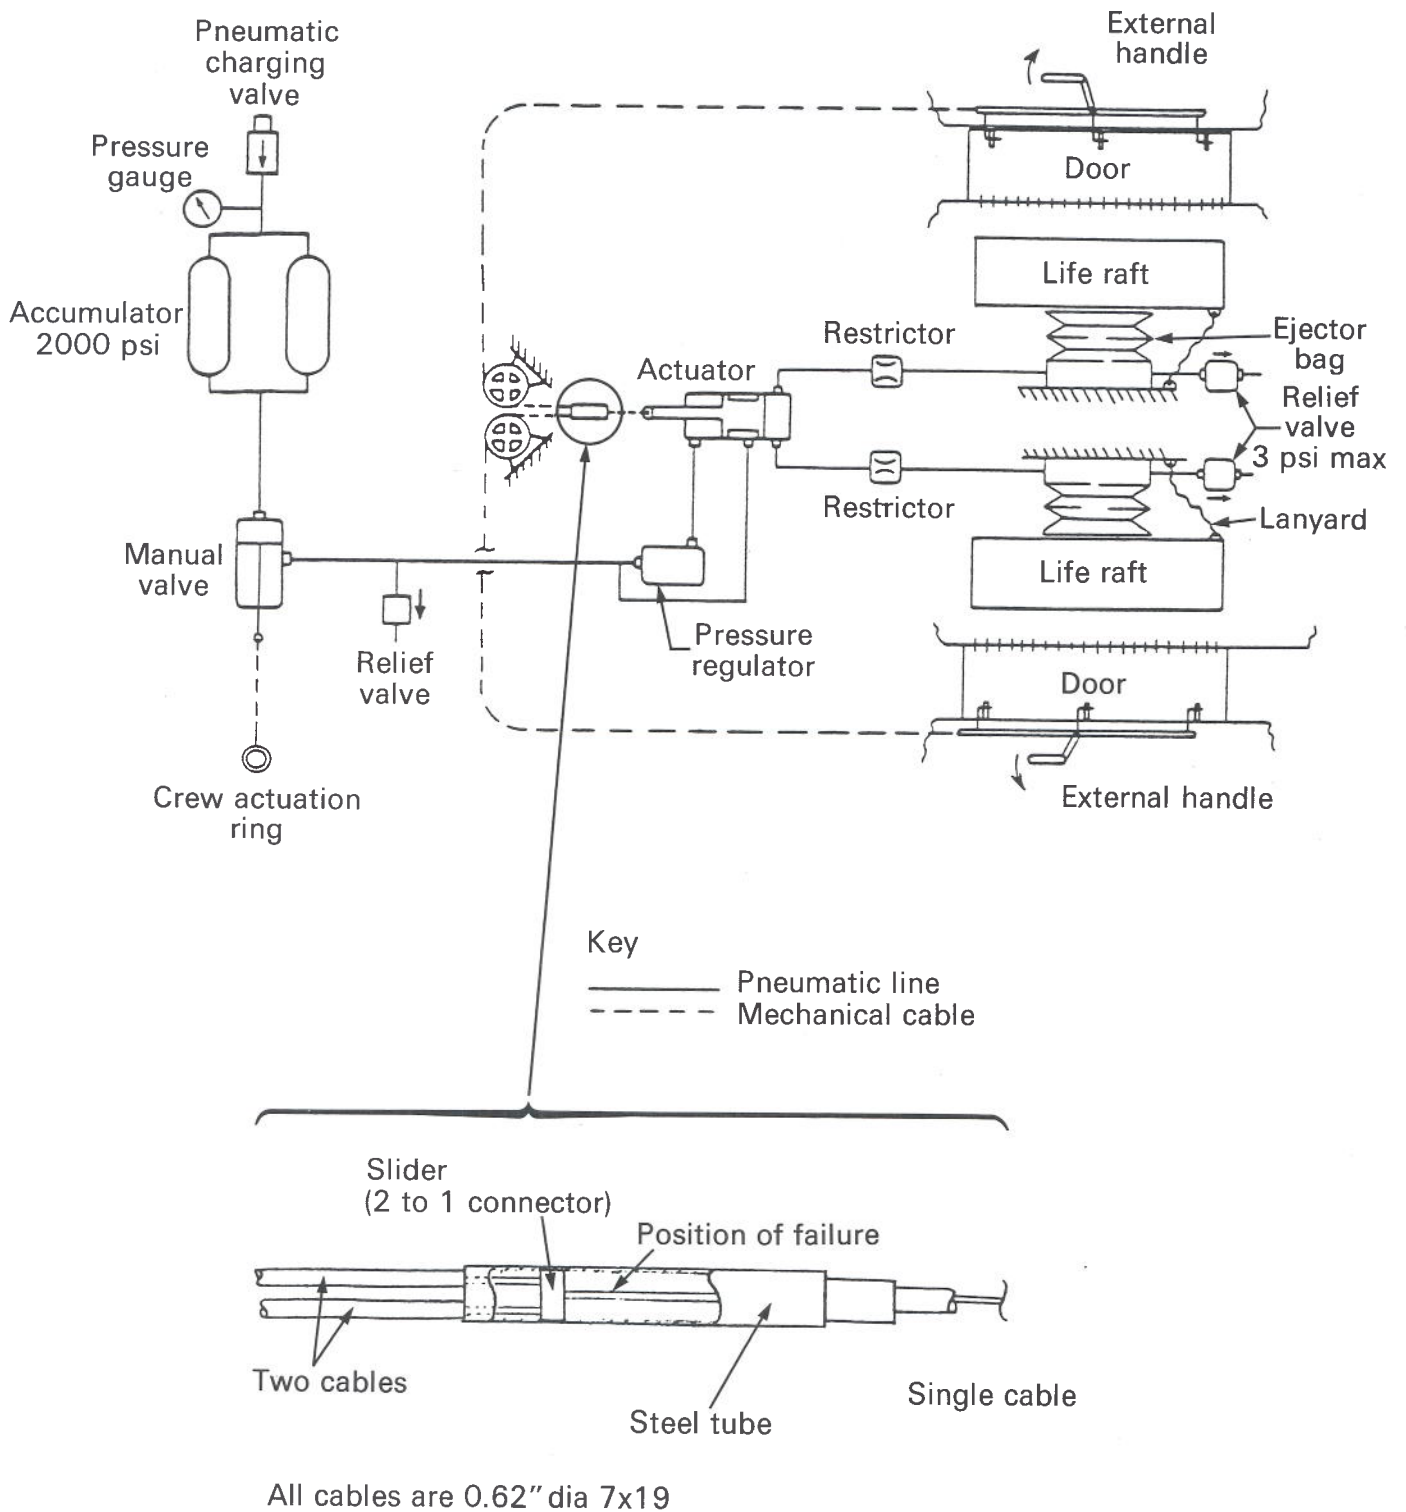 Pneumatic
charging
valve
External
handle
Pressure
gauge
Door
Life raft
Accumulator
2000 psi
Restrictor
Ejector
bag
Actuator
Relief
valve
3 psi max
Restrictor
Lanyard
Manual
valve
Life raft
Relief
valve
Pressure
regulator
Door
Crew actuation
ring
External handle
Key
Pneumatic line
Mechanical cable
Slider
(2 to 1 connector)
Position of failure
Two cables
Single cable
Steel tube
All cables are 0.62" dia 7x19